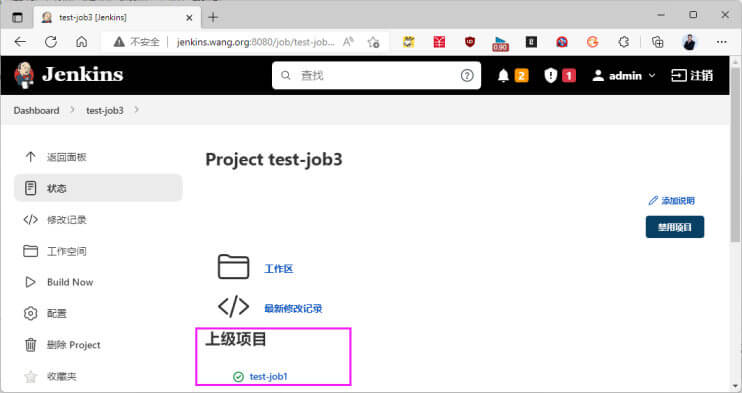 test-job3 [Jenkins]
不安全 | jenkins.wang.org:8080/job/test-job...
0.90
Jenkins
查找
2
1
admin
注销
Dashboard > test-job3 >
返回面板
状态
修改记录
工作空间
Build Now
配置
删除 Project
收藏夹
Project test-job3
添加说明
禁用项目
工作区
最新修改记录
上级项目
test-job1